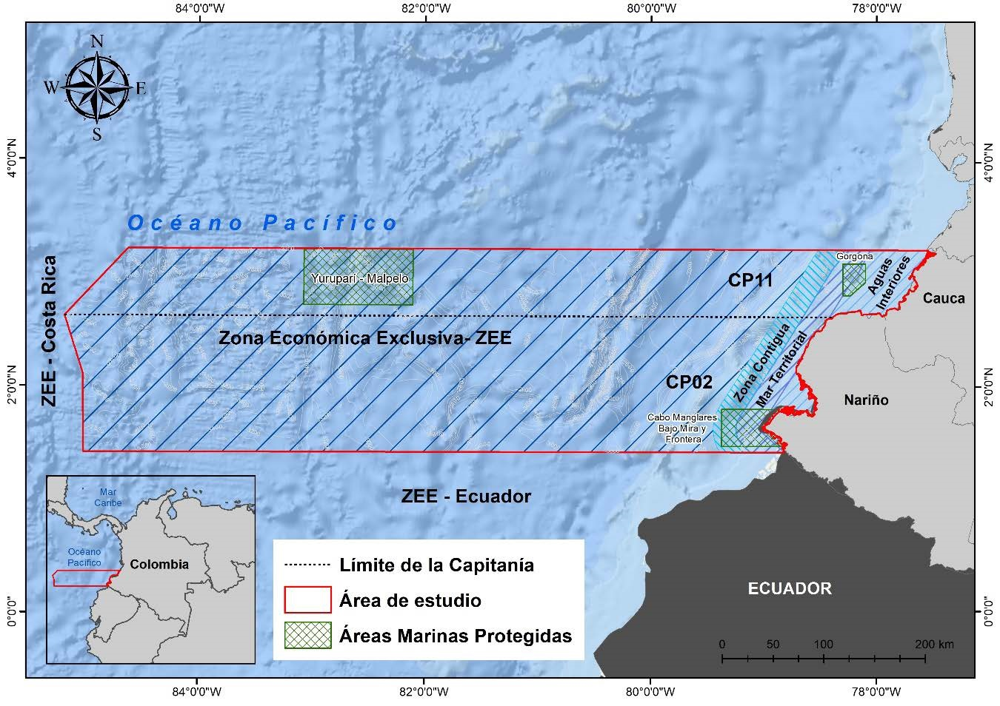 84°0'0"W
82°0'0"W
80°0'0"W
78°0'0"W
N
W
E
S
4°0'0"N
4°0'0"N
Océano Pacífico
Yuruparí - Malpelo
Gorgona
Aguas
Interiores
CP11
Cauca
ZEE - Costa Rica
Zona Económica Exclusiva- ZEE
Zona Contigua
Mar Territorial
CP02
2°0'0"N
2°0'0"N
Nariño
Cabo Manglares
Bajo Mira y
Frontera
ZEE - Ecuador
Mar
Caribe
Océano
Pacífico
Colombia
Límite de la Capitanía
Área de estudio
Áreas Marinas Protegidas
ECUADOR
0°0'0"
0°0'0"
0
50
100
200 km
84°0'0"W
82°0'0"W
80°0'0"W
78°0'0"W